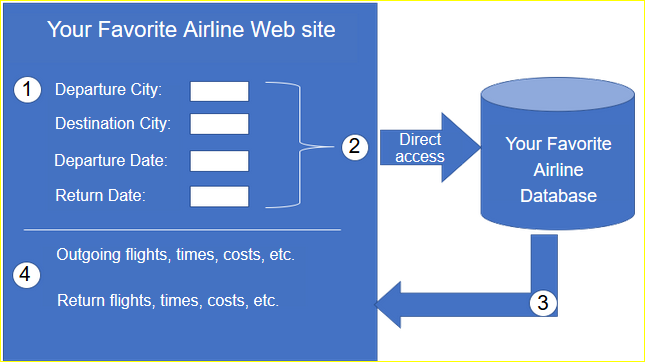 Your Favorite Airline Web site
1
Departure City:
Destination City:
Departure Date:
Return Date:
2
Direct
access
Your Favorite
Airline
Database
3
4
Outgoing flights, times, costs, etc.
Return flights, times, costs, etc.